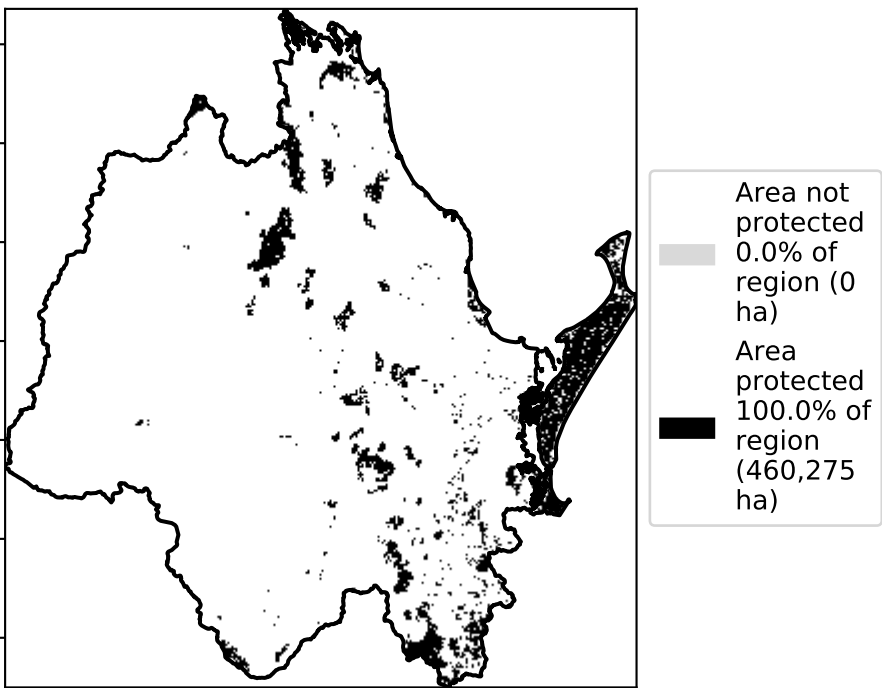 Area not
protected
0.0% of
region (0
ha)
Area
protected
100.0% of
region
(460,275
ha)